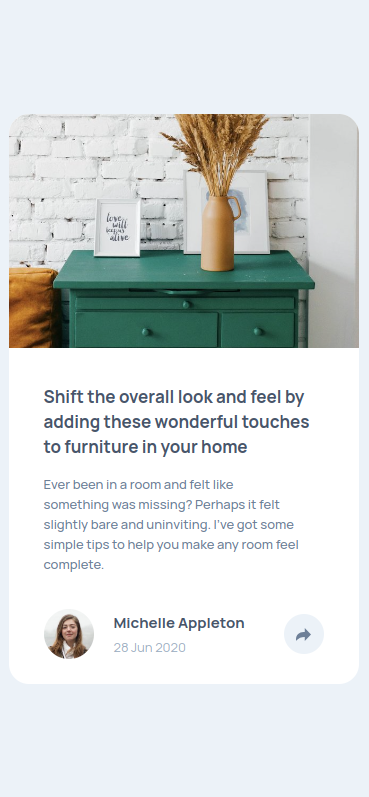 love
will
keep us
alive
Shift the overall look and feel by
adding these wonderful touches
to furniture in your home
Ever been in a room and felt like
something was missing? Perhaps it felt
slightly bare and uninviting. I've got some
simple tips to help you make any room feel
complete.
Michelle Appleton
28 Jun 2020